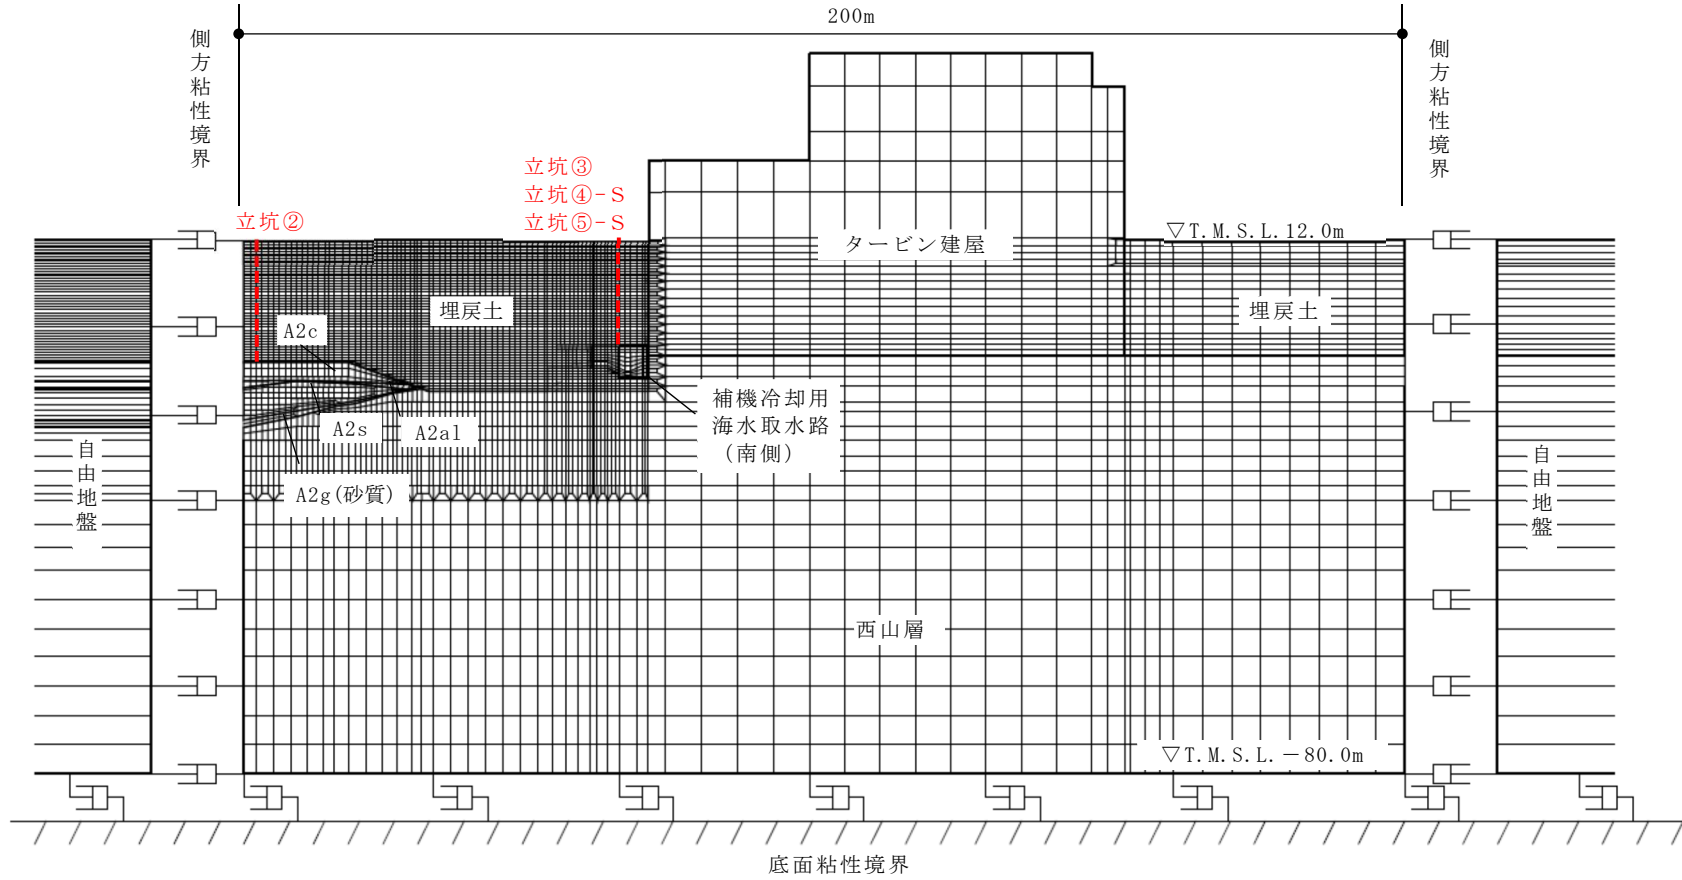 200m
側方粘性境界
側方粘性境界
立坑②
立坑③
立坑④-S
立坑⑤-S
▽T.M.S.L.12.0m
タービン建屋
埋戻土
埋戻土
A2c
A2s
A2al
A2g(砂質)
補機冷却用
海水取水路
(南側)
自由地盤
自由地盤
西山層
▽T.M.S.L.－80.0m
底面粘性境界